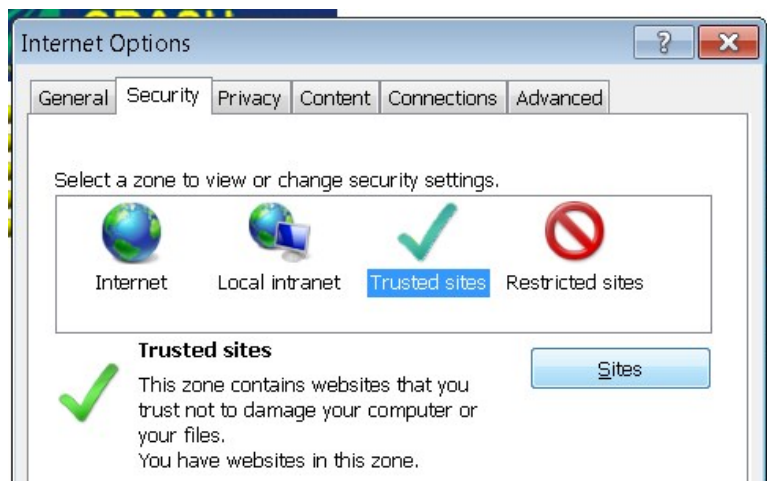 Internet Options
General Security Privacy Content Connections Advanced
Select a zone to view or change security settings.
Internet Local intranet Trusted sites Restricted sites
Trusted sites
Sites
This zone contains websites that you
trust not to damage your computer or
your files.
You have websites in this zone.